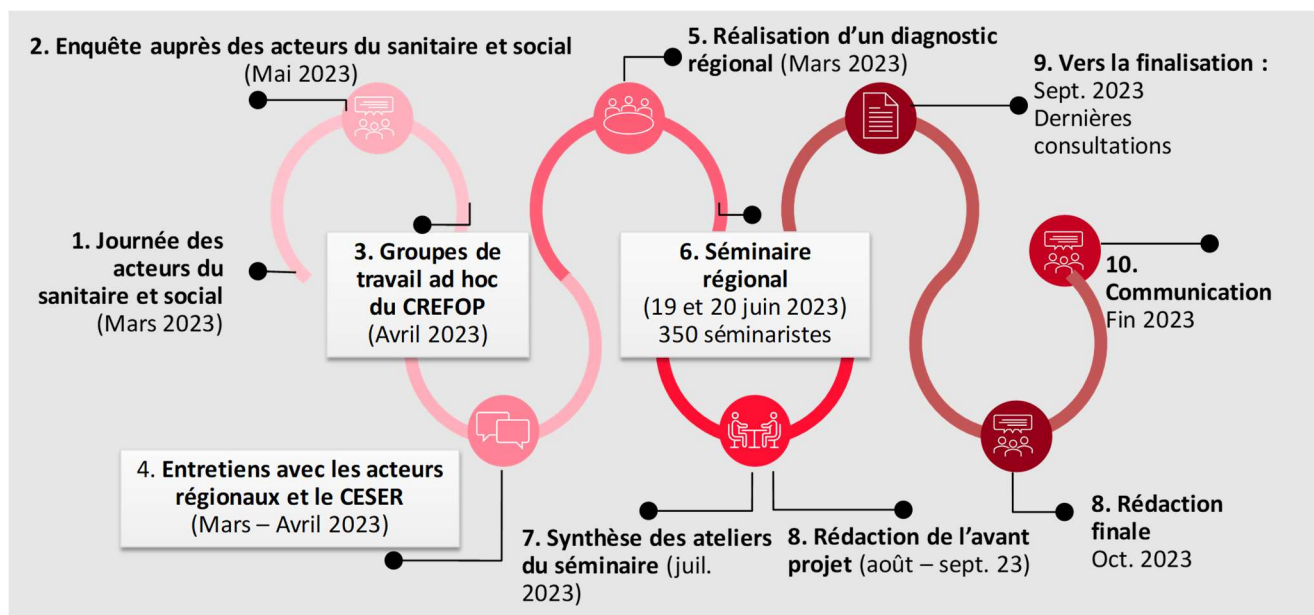 1. Journée des
acteurs du
sanitaire et social
(Mars 2023)
2. Enquête auprès des acteurs du sanitaire et social
(Mai 2023)
3. Groupes de
travail ad hoc
du CREFOP
(Avril 2023)
4. Entretiens avec les acteurs
régionaux et le CESER
(Mars – Avril 2023)
5. Réalisation d’un diagnostic
régional (Mars 2023)
6. Séminaire
régional
(19 et 20 juin 2023)
350 séminaristes
7. Synthèse des ateliers
du séminaire (juil.
2023)
8. Rédaction de l’avant
projet (août – sept. 23)
9. Vers la finalisation :
Sept. 2023
Dernières
consultations
8. Rédaction
finale
Oct. 2023
10.
Communication
Fin 2023